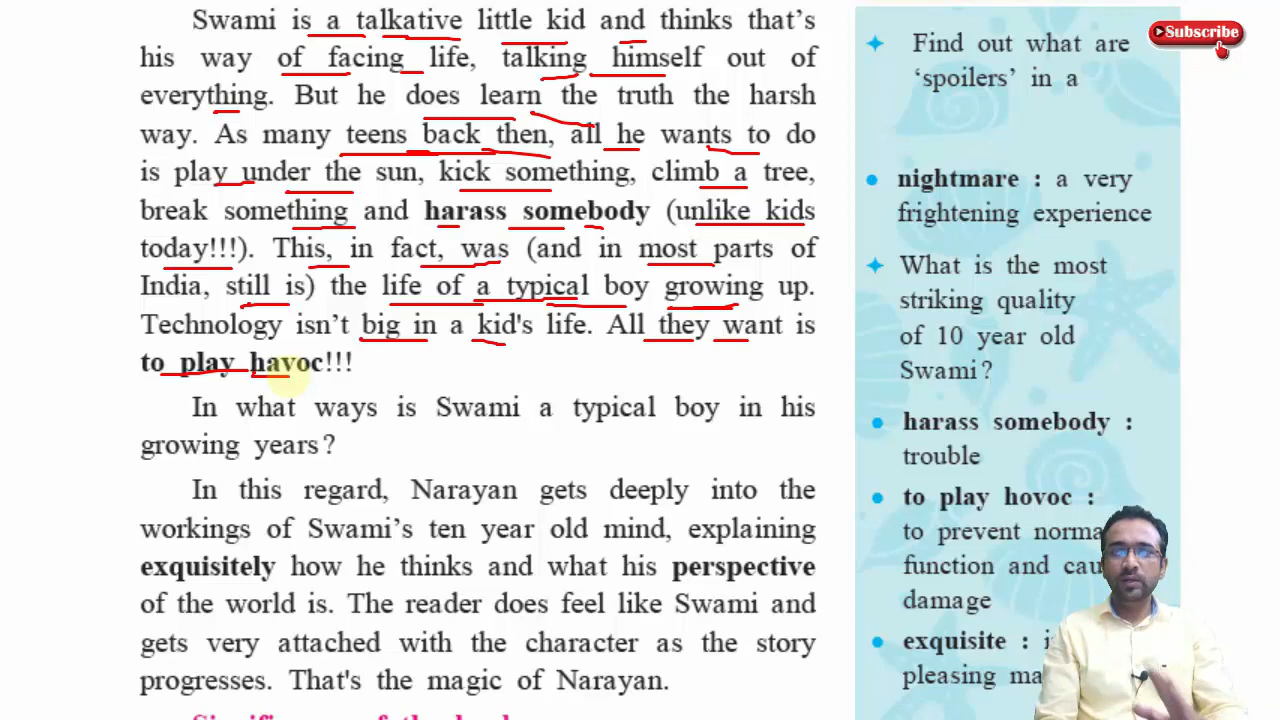 Swami is a talkative little kid and thinks that's
his way of facing life, talking himself out of
everything. But he does learn the truth the harsh
way. As many teens back then, all he wants to do
is play under the sun, kick something, climb a tree,
break something and harass somebody (unlike kids
today!!!). This, in fact, was (and in most parts of
India, still is) the life of a typical boy growing up.
Technology isn't big in a kid's life. All they want is
to play havoc!!!
In what ways is Swami a typical boy in his
growing years?
In this regard, Narayan gets deeply into the
workings of Swami's ten year old mind, explaining
exquisitely how he thinks and what his perspective
of the world is. The reader does feel like Swami and
gets very attached with the character as the story
progresses. That's the magic of Narayan.
Subscribe
Find out what are
'spoilers' in a
nightmare : a very
frightening experience
What is the most
striking quality
of 10 year old
Swami?
harass somebody :
trouble
to play hovoc :
to prevent
function and
damage
exquisite :
pleasing